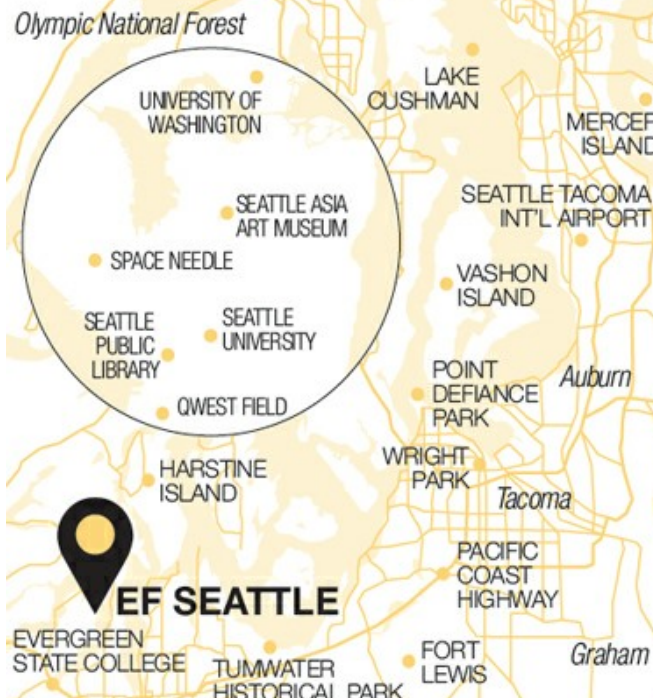 Olympic National Forest
LAKE
CUSHMAN
UNIVERSITY OF
WASHINGTON
MERCER
ISLAND
SEATTLE ASIA
ART MUSEUM
SEATTLE TACOMA
INT'L AIRPORT
SPACE NEEDLE
VASHON
ISLAND
SEATTLE
PUBLIC
LIBRARY
SEATTLE
UNIVERSITY
POINT
DEFIANCE
PARK
Auburn
QWEST FIELD
HARSTINE
ISLAND
WRIGHT
PARK
Tacoma
PACIFIC
COAST
HIGHWAY
EF SEATTLE
EVERGREEN
STATE COLLEGE
TUMWATER
HISTORICAL PARK
FORT
LEWIS
Graham